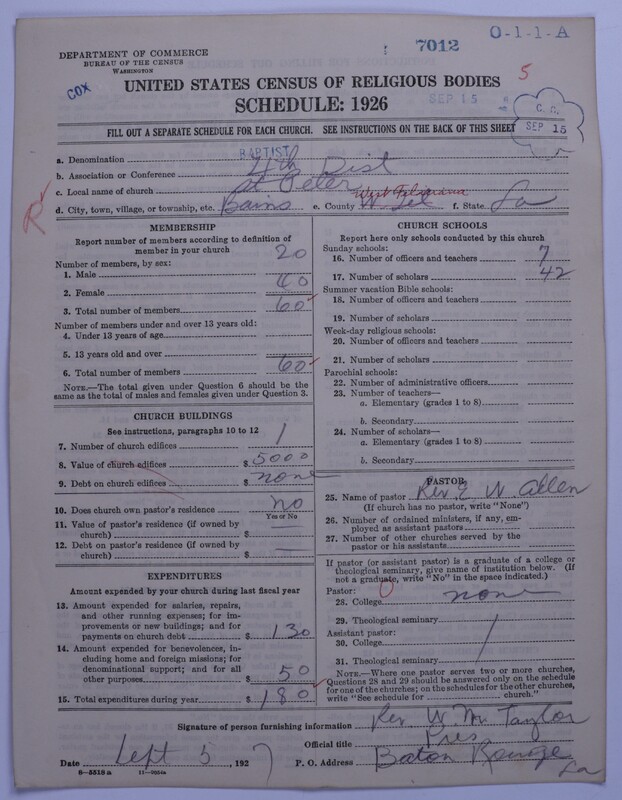 7012 0-1-1-A
DEPARTMENT OF COMMERCE
BUREAU OF THE CENSUS
WASHINGTON
COX
UNITED STATES CENSUS OF RELIGIOUS BODIES 5
SCHEDULE: 1926 SEP 15
C. R.
SEP 15
FILL OUT A SEPARATE SCHEDULE FOR EACH CHURCH. SEE INSTRUCTIONS ON THE BACK OF THIS SHEET
a. Denomination BAPTIST
b. Association or Conference 4th Dist
c. Local name of church St Peter
R d. City, town, village, or township, etc. Bains e. County W. Fel West Feliciana f. State La
MEMBERSHIP
Report number of members according to definition of
member in your church
Number of members, by sex:
1. Male 20
2. Female 40
3. Total number of members 60
Number of members under and over 13 years old:
4. Under 13 years of age
5. 13 years old and over
6. Total number of members 60
NOTE.—The total given under Question 6 should be
the same as the total of males and females given under Question 3.
CHURCH BUILDINGS
See instructions, paragraphs 10 to 12
7. Number of church edifices 1
8. Value of church edifices $ 5000
9. Debt on church edifices $ none
10. Does church own pastor's residence no
Yes or No
11. Value of pastor's residence (if owned by
church) $
12. Debt on pastor's residence (if owned by
church) $ —
EXPENDITURES
Amount expended by your church during last fiscal year
13. Amount expended for salaries, repairs,
and other running expenses; for im-
provements or new buildings; and for
payments on church debt $ 130
14. Amount expended for benevolences, in-
cluding home and foreign missions; for
denominational support; and for all
other purposes $ 50
15. Total expenditures during year $ 180
CHURCH SCHOOLS
Report here only schools conducted by this church
Sunday schools:
16. Number of officers and teachers 7
17. Number of scholars 42
Summer vacation Bible schools:
18. Number of officers and teachers
19. Number of scholars
Week-day religious schools:
20. Number of officers and teachers
21. Number of scholars
Parochial schools:
22. Number of administrative officers
23. Number of teachers—
a. Elementary (grades 1 to 8)
b. Secondary
24. Number of scholars—
a. Elementary (grades 1 to 8)
b. Secondary
PASTOR
25. Name of pastor Rev. E. W. Allen
(If church has no pastor, write "None")
26. Number of ordained ministers, if any, em-
ployed as assistant pastors
27. Number of other churches served by the
pastor or his assistants
If pastor (or assistant pastor) is a graduate of a college or
theological seminary, give name of institution below. (If
not a graduate, write "No" in the space indicated.)
Pastor: 0
28. College none
29. Theological seminary
Assistant pastor:
30. College
31. Theological seminary
NOTE.—Where one pastor serves two or more churches,
Questions 28 and 29 should be answered only on the schedule
for one of the churches; on the schedules for the other churches,
write "See schedule for church."
Signature of person furnishing information Rev W. M. Taylor
Official title Pres
Date Sept 5, 1927 P. O. Address Baton Rouge La
8—5518a 11—9054a